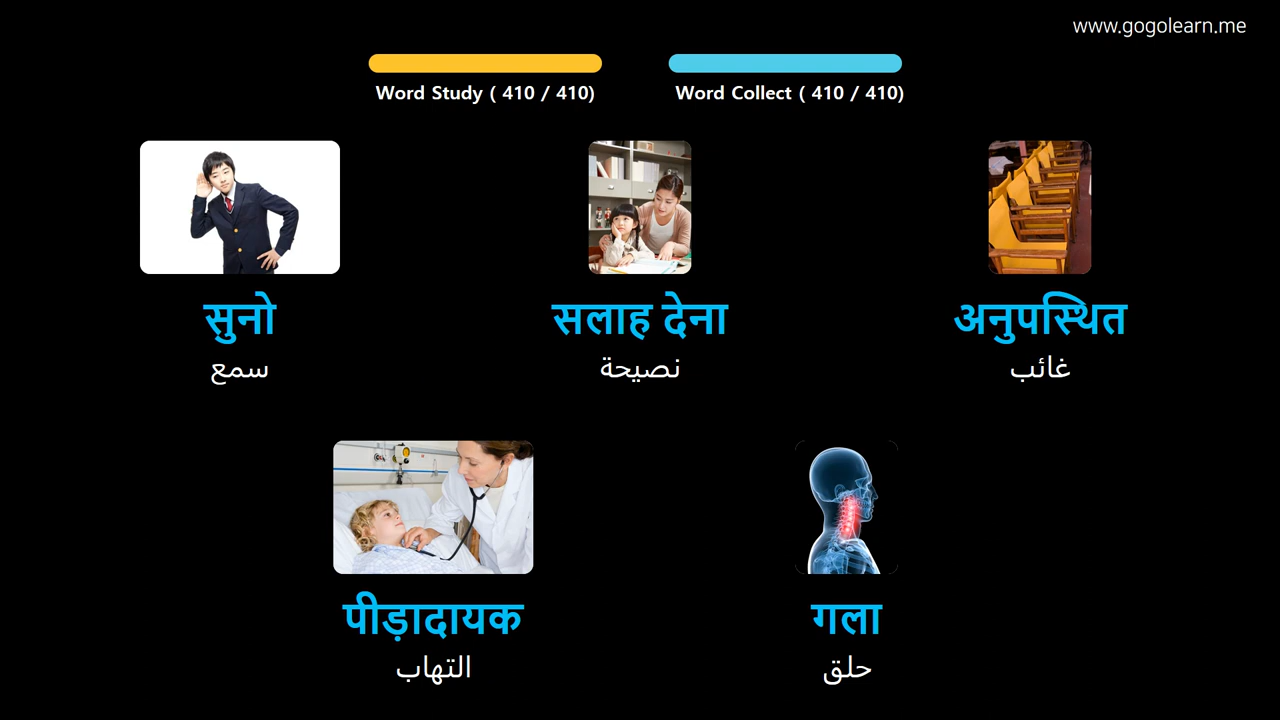 www.gogolearn.me
Word Study ( 410 / 410)
Word Collect ( 410 / 410)
सुनो
سمع
सलाह देना
نصيحة
अनुपस्थित
غائب
पीड़ादायक
التهاب
गला
حلق